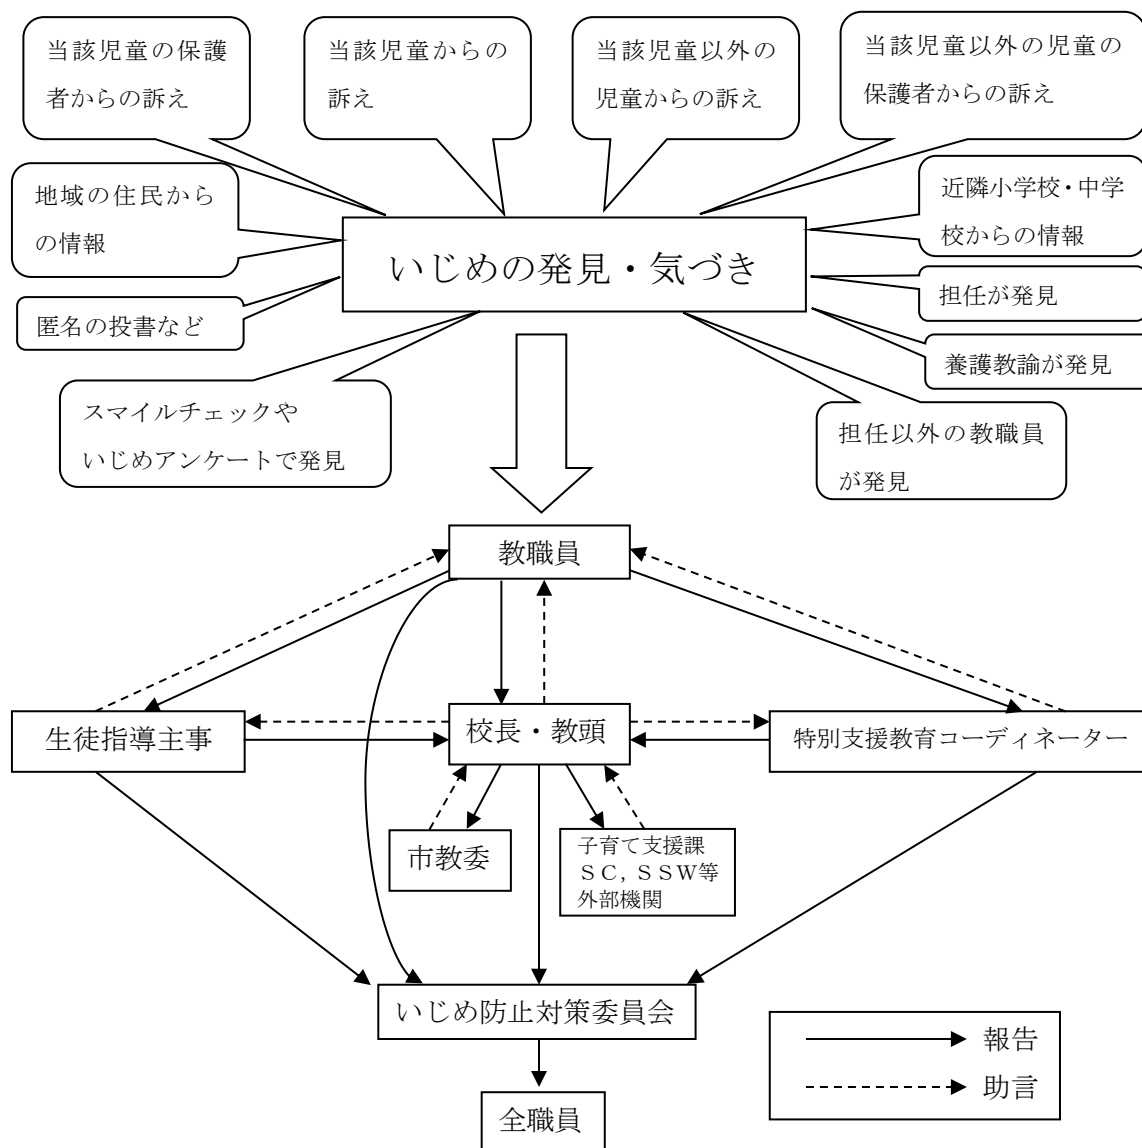 当該児童の保護
者からの訴え
当該児童からの
訴え
当該児童以外の
児童からの訴え
当該児童以外の児童の
保護者からの訴え
地域の住民から
の情報
近隣小学校・中学
校からの情報
いじめの発見・気づき
担任が発見
匿名の投書など
養護教諭が発見
スマイルチェックや
いじめアンケートで発見
担任以外の教職員
が発見
教職員
生徒指導主事
校長・教頭
特別支援教育コーディネーター
市教委
子育て支援課
ＳＣ，ＳＳＷ等
外部機関
いじめ防止対策委員会
全職員
報告
助言